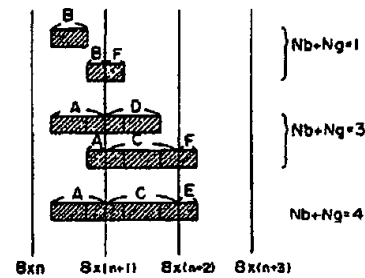 B
B F
Nb+Ng=1
A D
A C F
Nb+Ng=3
A C E
Nb+Ng=4
8xn 8x(n+1) 8x(n+2) 8x(n+3)